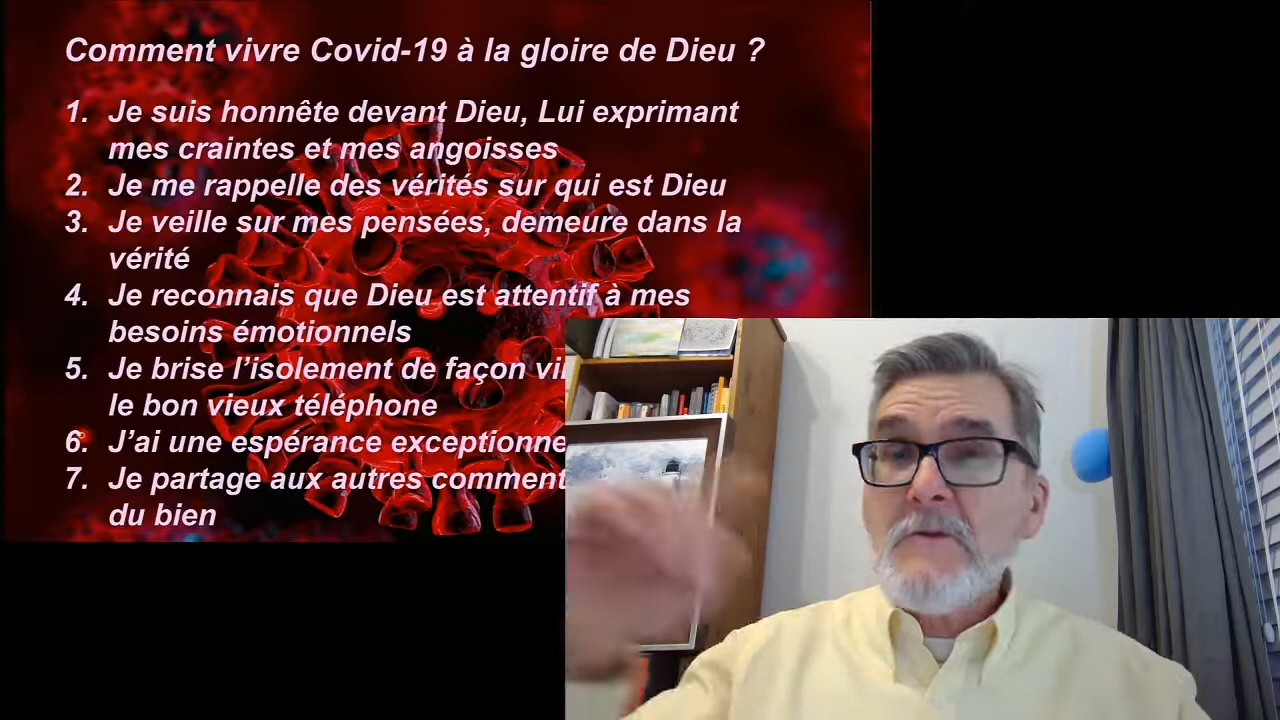 Comment vivre Covid-19 à la gloire de Dieu ?
1. Je suis honnête devant Dieu, Lui exprimant
mes craintes et mes angoisses
2. Je me rappelle des vérités sur qui est Dieu
3. Je veille sur mes pensées, demeure dans la
vérité
4. Je reconnais que Dieu est attentif à mes
besoins émotionnels
5. Je brise l’isolement de façon
le bon vieux téléphone
6. J’ai une espérance
7. Je partage aux autres comment
du bien